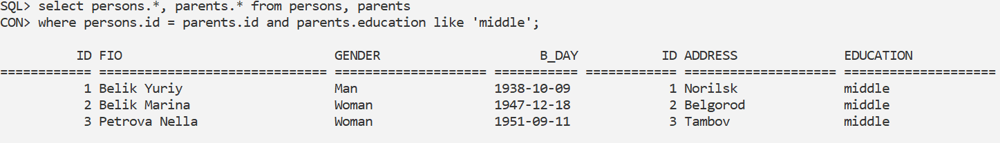 SQL> select persons.*, parents.* from persons, parents
CON> where persons.id = parents.id and parents.education like 'middle';
ID FIO GENDER B_DAY ID ADDRESS EDUCATION
============ ============================== ==================== =========== ============ ==================== ====================
1 Belik Yuriy Man 1938-10-09 1 Norilsk middle
2 Belik Marina Woman 1947-12-18 2 Belgorod middle
3 Petrova Nella Woman 1951-09-11 3 Tambov middle